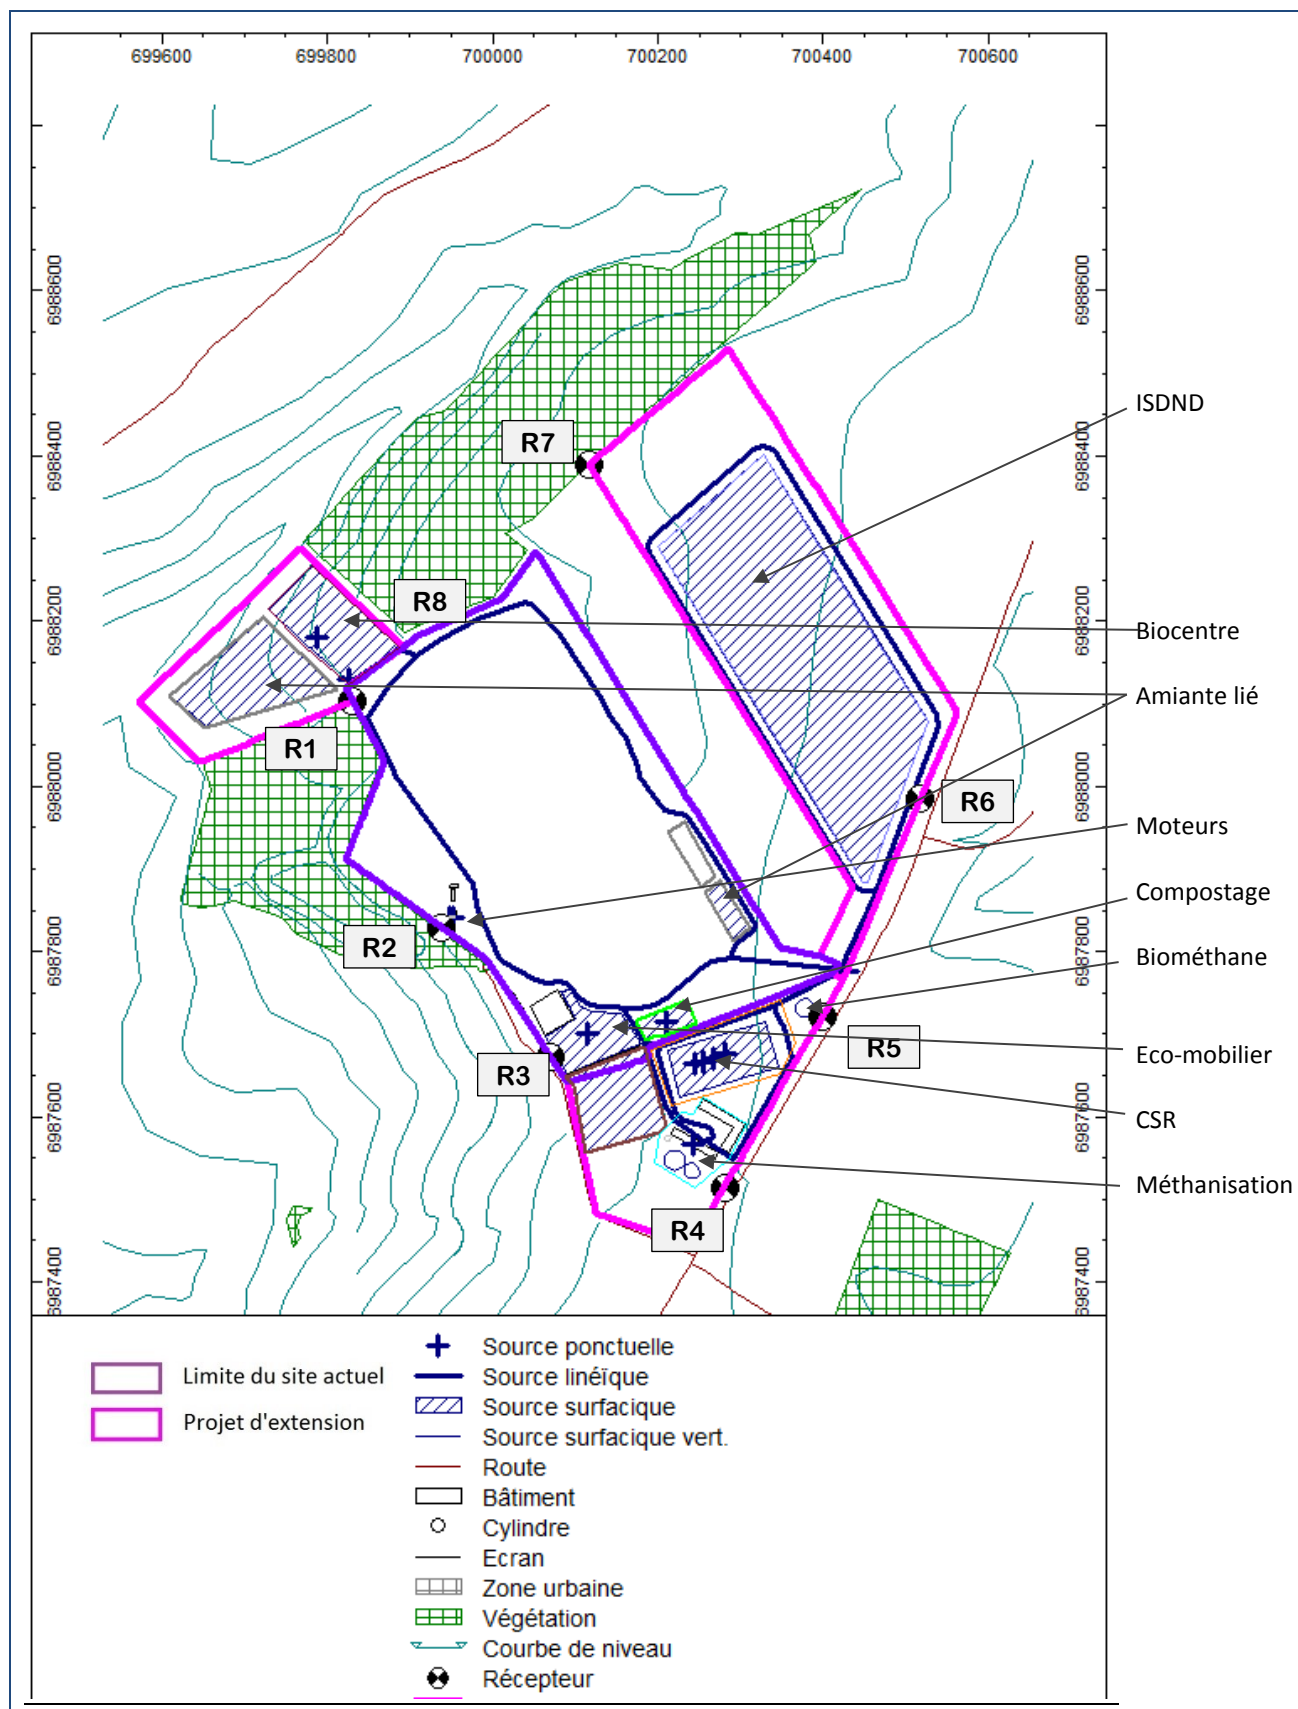 699600 699800 700000 700200 700400 700600
6988600 6988600
ISDND
6988400 6988400
R7
R8
6988200 6988200
Biocentre
Amiante lié
R1
6988000 6988000
R6
Moteurs
Compostage
R2
6987800 6987800
Biométhane
R5
Eco-mobilier
R3
6987600 6987600
CSR
Méthanisation
R4
6987400 6987400
Limite du site actuel
Projet d'extension
Source ponctuelle
Source linéïque
Source surfacique
Source surfacique vert.
Route
Bâtiment
Cylindre
Ecran
Zone urbaine
Végétation
Courbe de niveau
Récepteur